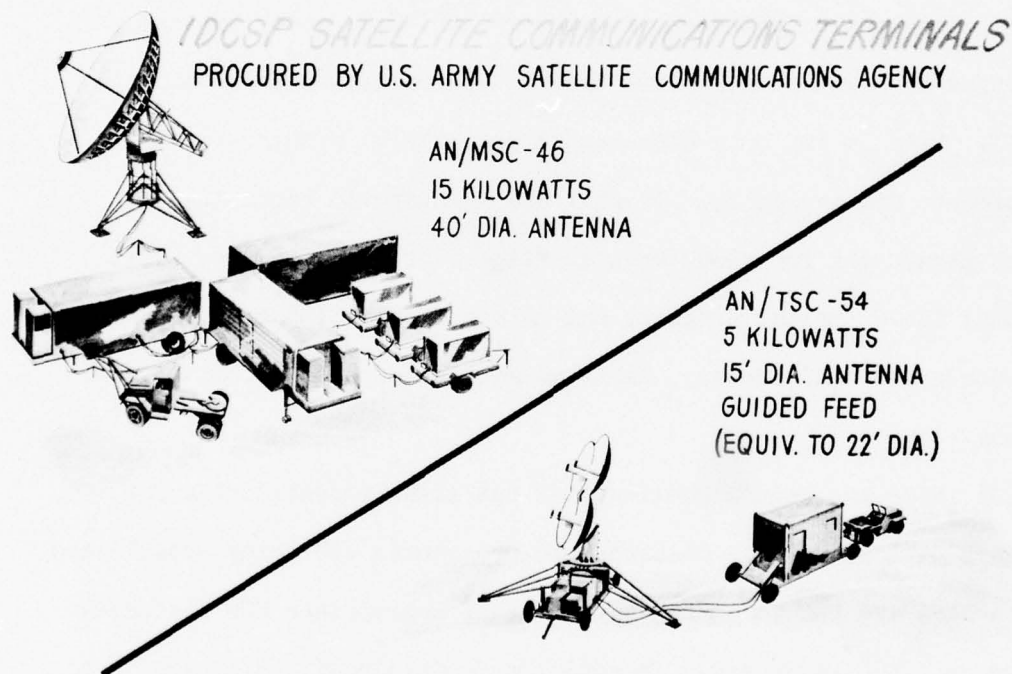 IDCSP SATELLITE COMMUNICATIONS TERMINALS
PROCURED BY U.S. ARMY SATELLITE COMMUNICATIONS AGENCY
AN/MSC-46
15 KILOWATTS
40' DIA. ANTENNA
AN/TSC-54
5 KILOWATTS
15' DIA. ANTENNA
GUIDED FEED
(EQUIV. TO 22' DIA.)